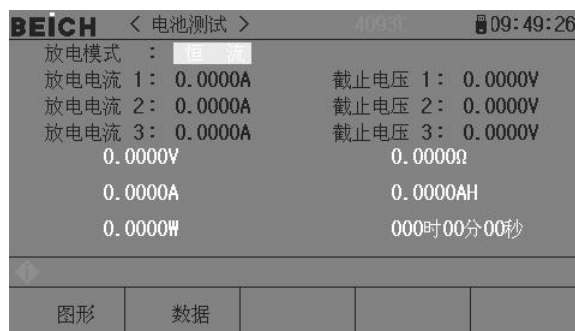 BEICH < 电池测试 > 4093℃ 09:49:26
放电模式 : 恒 流
放电电流 1: 0.0000A 截止电压 1: 0.0000V
放电电流 2: 0.0000A 截止电压 2: 0.0000V
放电电流 3: 0.0000A 截止电压 3: 0.0000V
0.0000V 0.0000Ω
0.0000A 0.0000AH
0.0000W 000时00分00秒
图形 数据